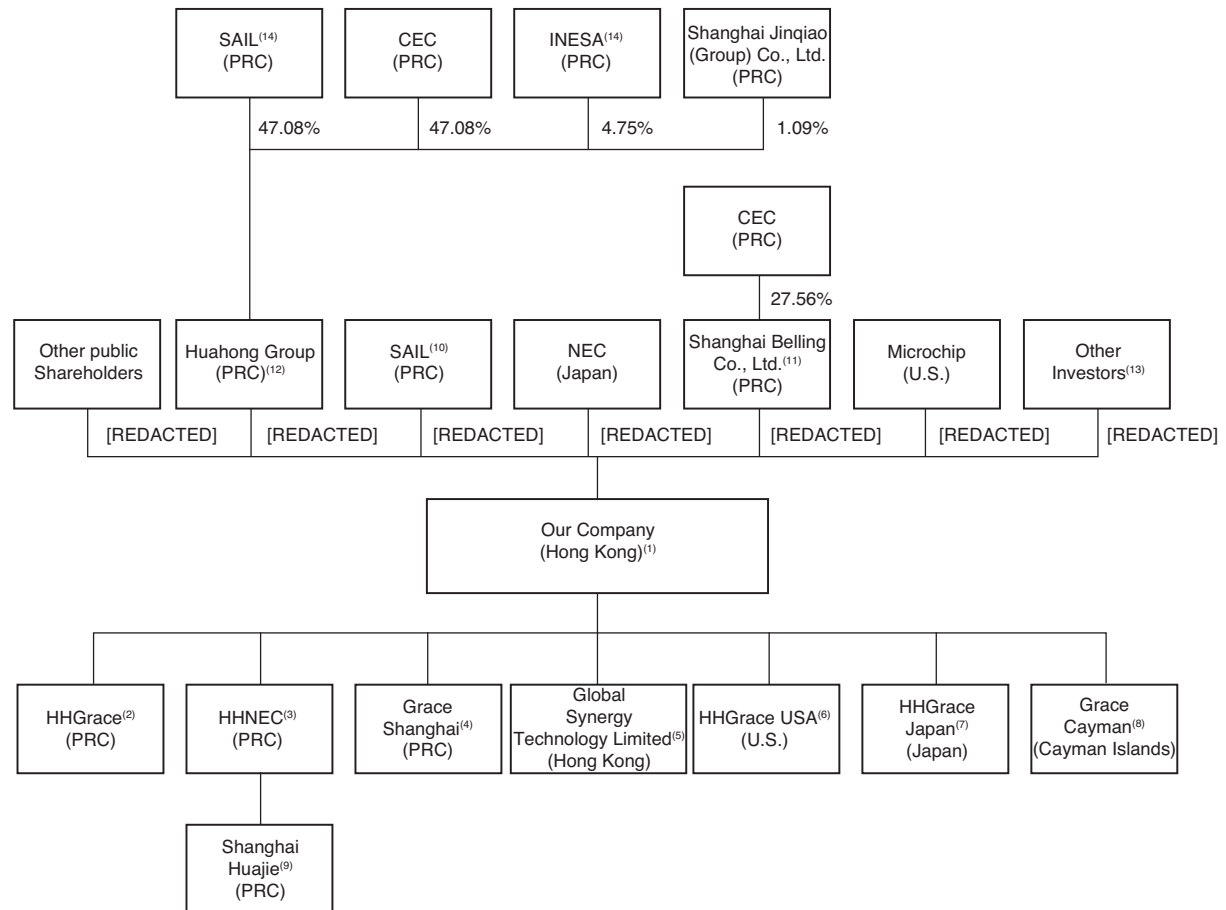 SAIL(14)
(PRC)
CEC
(PRC)
INESA(14)
(PRC)
Shanghai Jinqiao
(Group) Co., Ltd.
(PRC)
47.08%
47.08%
4.75%
1.09%
CEC
(PRC)
27.56%
Other public
Shareholders
Huahong Group
(PRC)(12)
SAIL(10)
(PRC)
NEC
(Japan)
Shanghai Belling
Co., Ltd.(11)
(PRC)
Microchip
(U.S.)
Other
Investors(13)
[REDACTED]
[REDACTED]
[REDACTED]
[REDACTED]
[REDACTED]
[REDACTED]
[REDACTED]
Our Company
(Hong Kong)(1)
HHGrace(2)
(PRC)
HHNEC(3)
(PRC)
Grace
Shanghai(4)
(PRC)
Global
Synergy
Technology Limited(5)
(Hong Kong)
HHGrace USA(6)
(U.S.)
HHGrace
Japan(7)
(Japan)
Grace
Cayman(8)
(Cayman Islands)
Shanghai
Huajie(9)
(PRC)